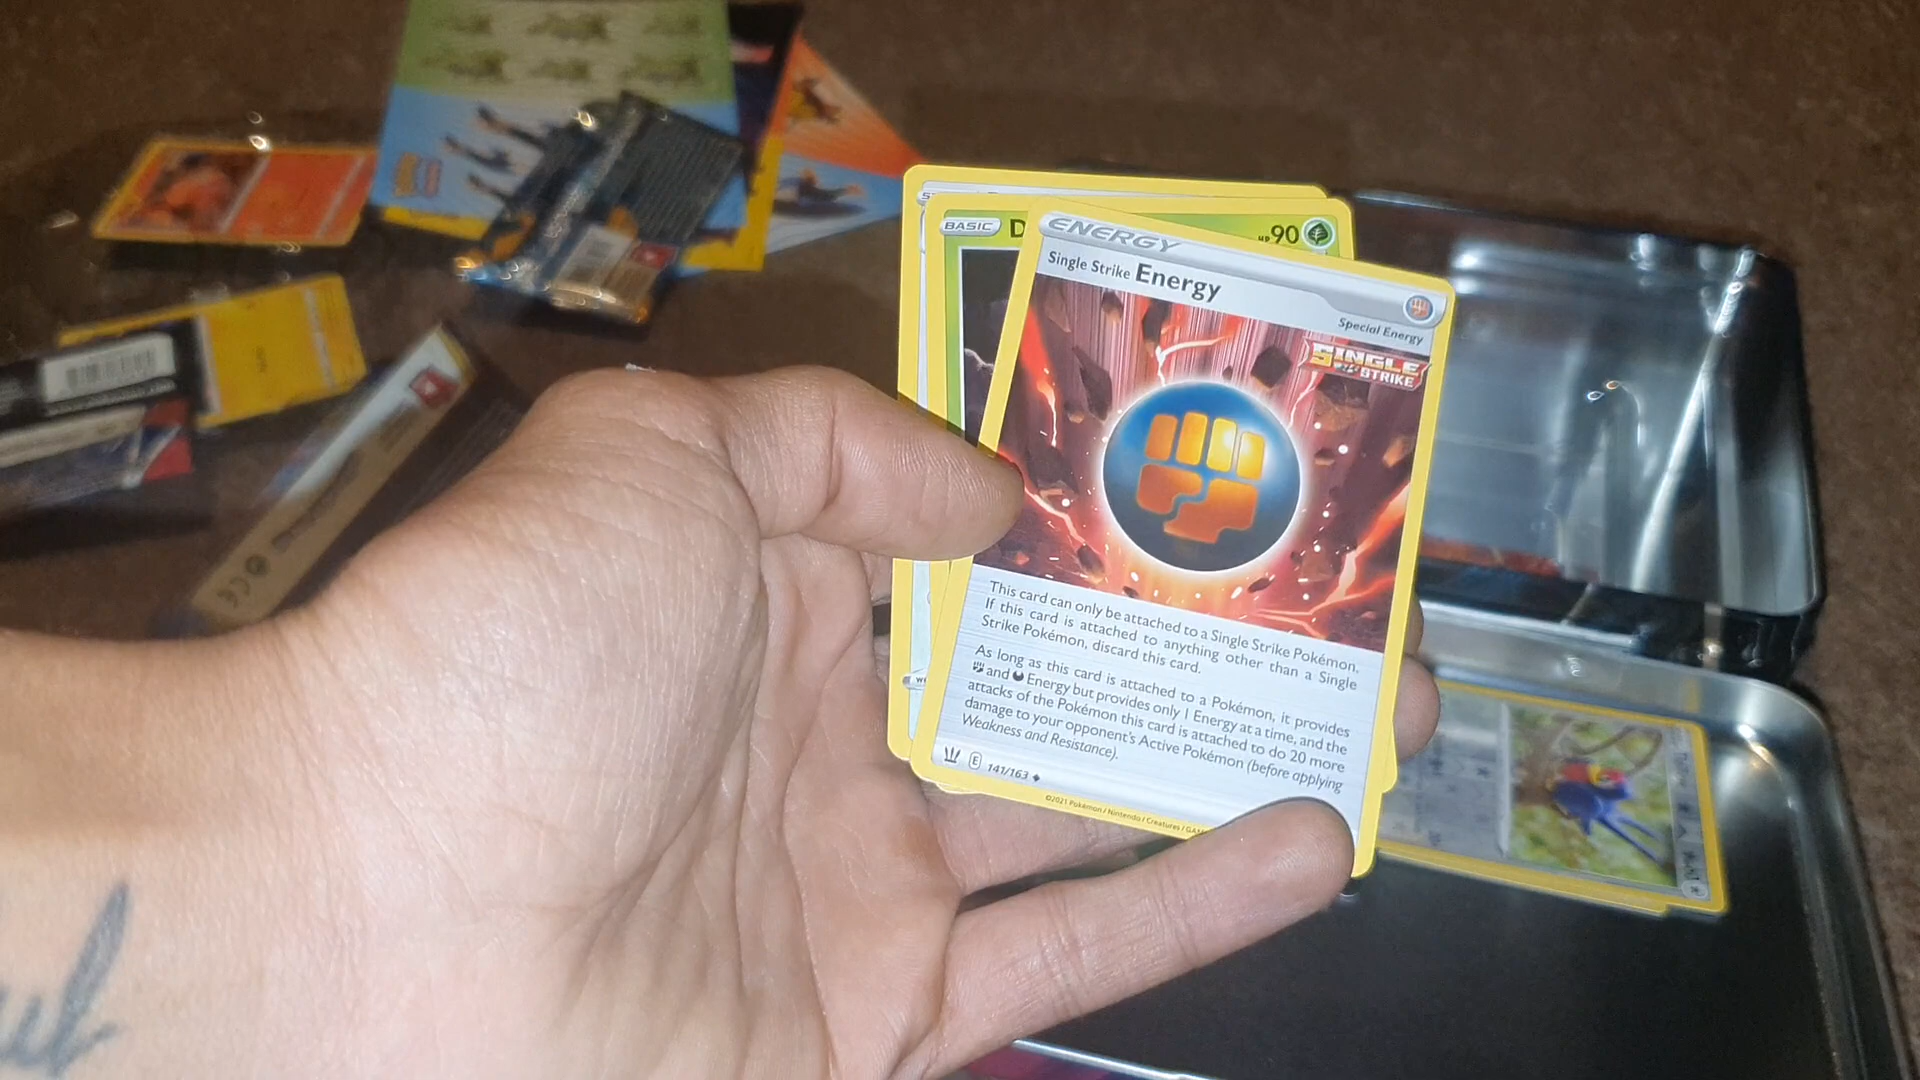 BASIC D HP90
ENERGY
Single Strike Energy
Special Energy
SINGLE
STRIKE
This card can only be attached to a Single Strike Pokémon.
If this card is attached to anything other than a Single
Strike Pokémon, discard this card.
As long as this card is attached to a Pokémon, it provides
and Energy but provides only 1 Energy at a time, and the
attacks of the Pokémon this card is attached to do 20 more
damage to your opponent's Active Pokémon (before applying
Weakness and Resistance).
E 141/163
©2021 Pokémon / Nintendo / Creatures / GAM